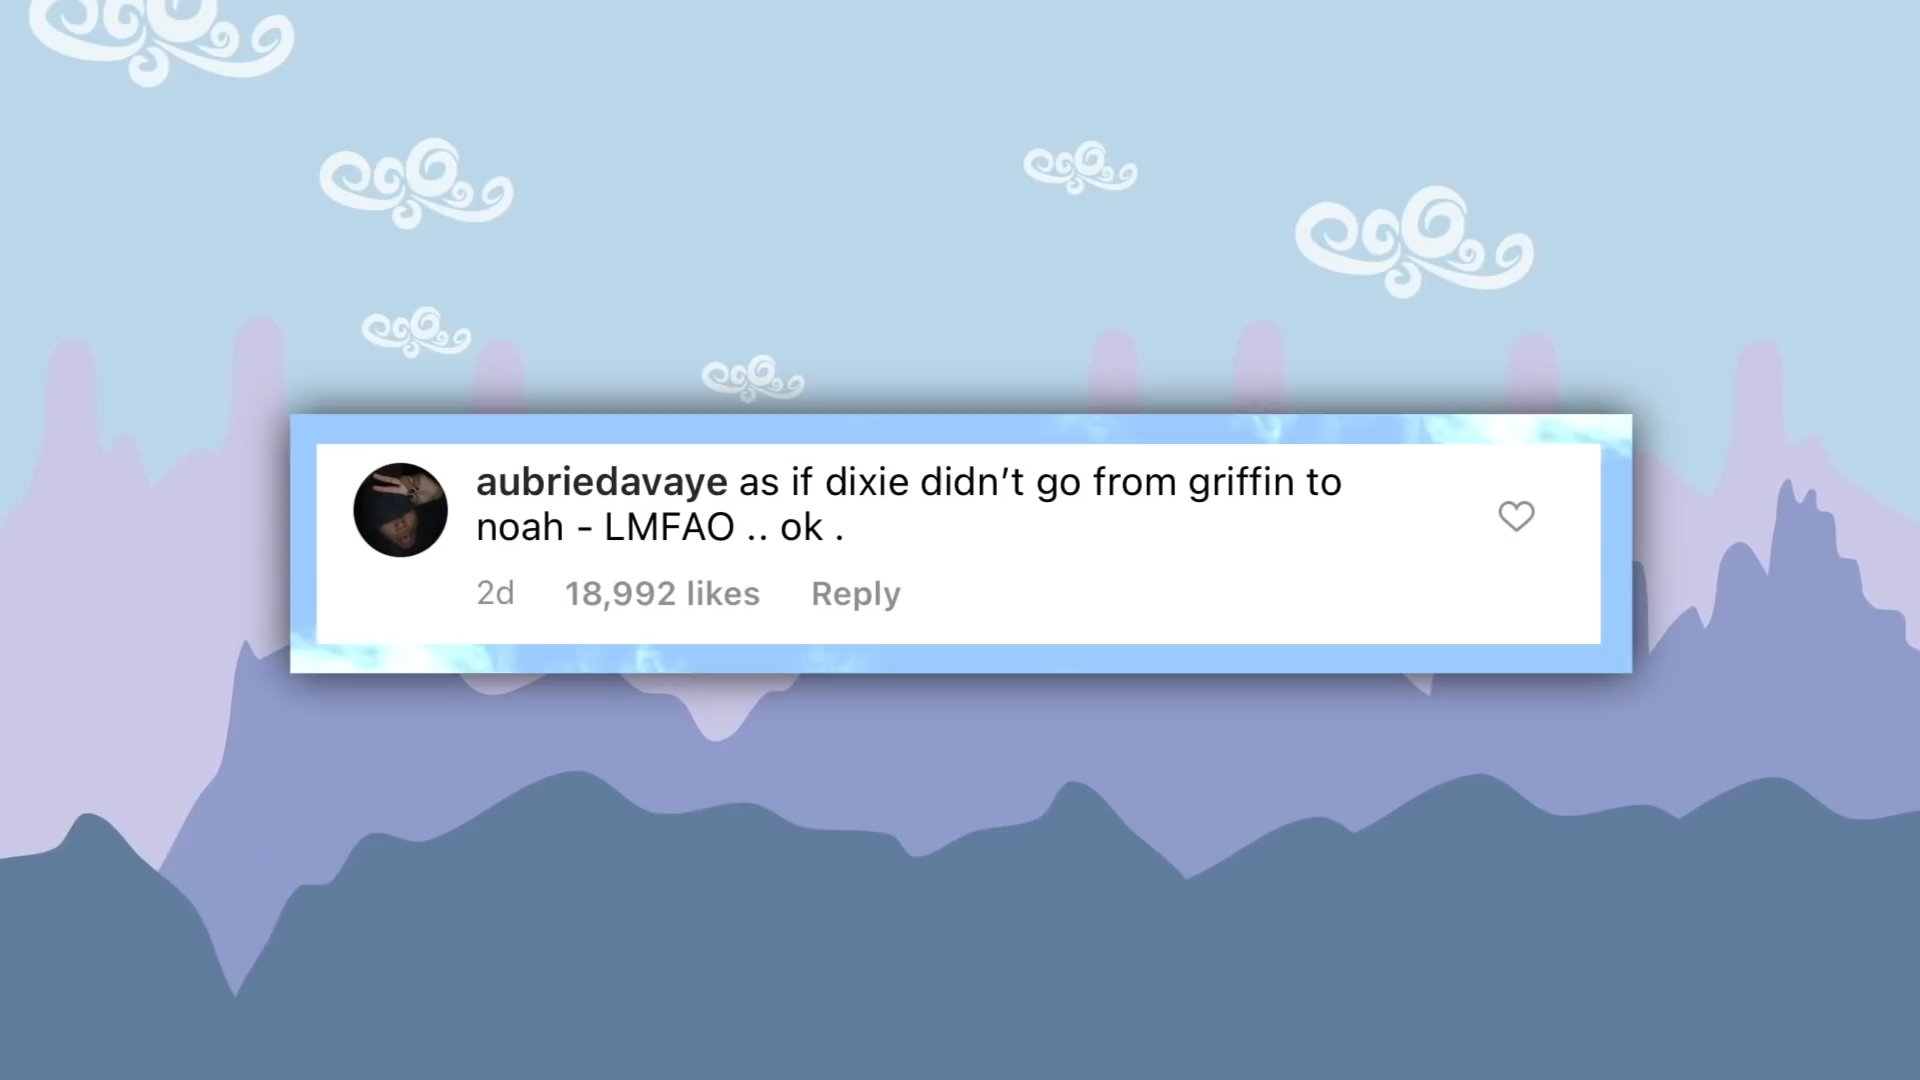 aubriedavaye as if dixie didn’t go from griffin to
noah - LMFAO .. ok .
2d 18,992 likes Reply